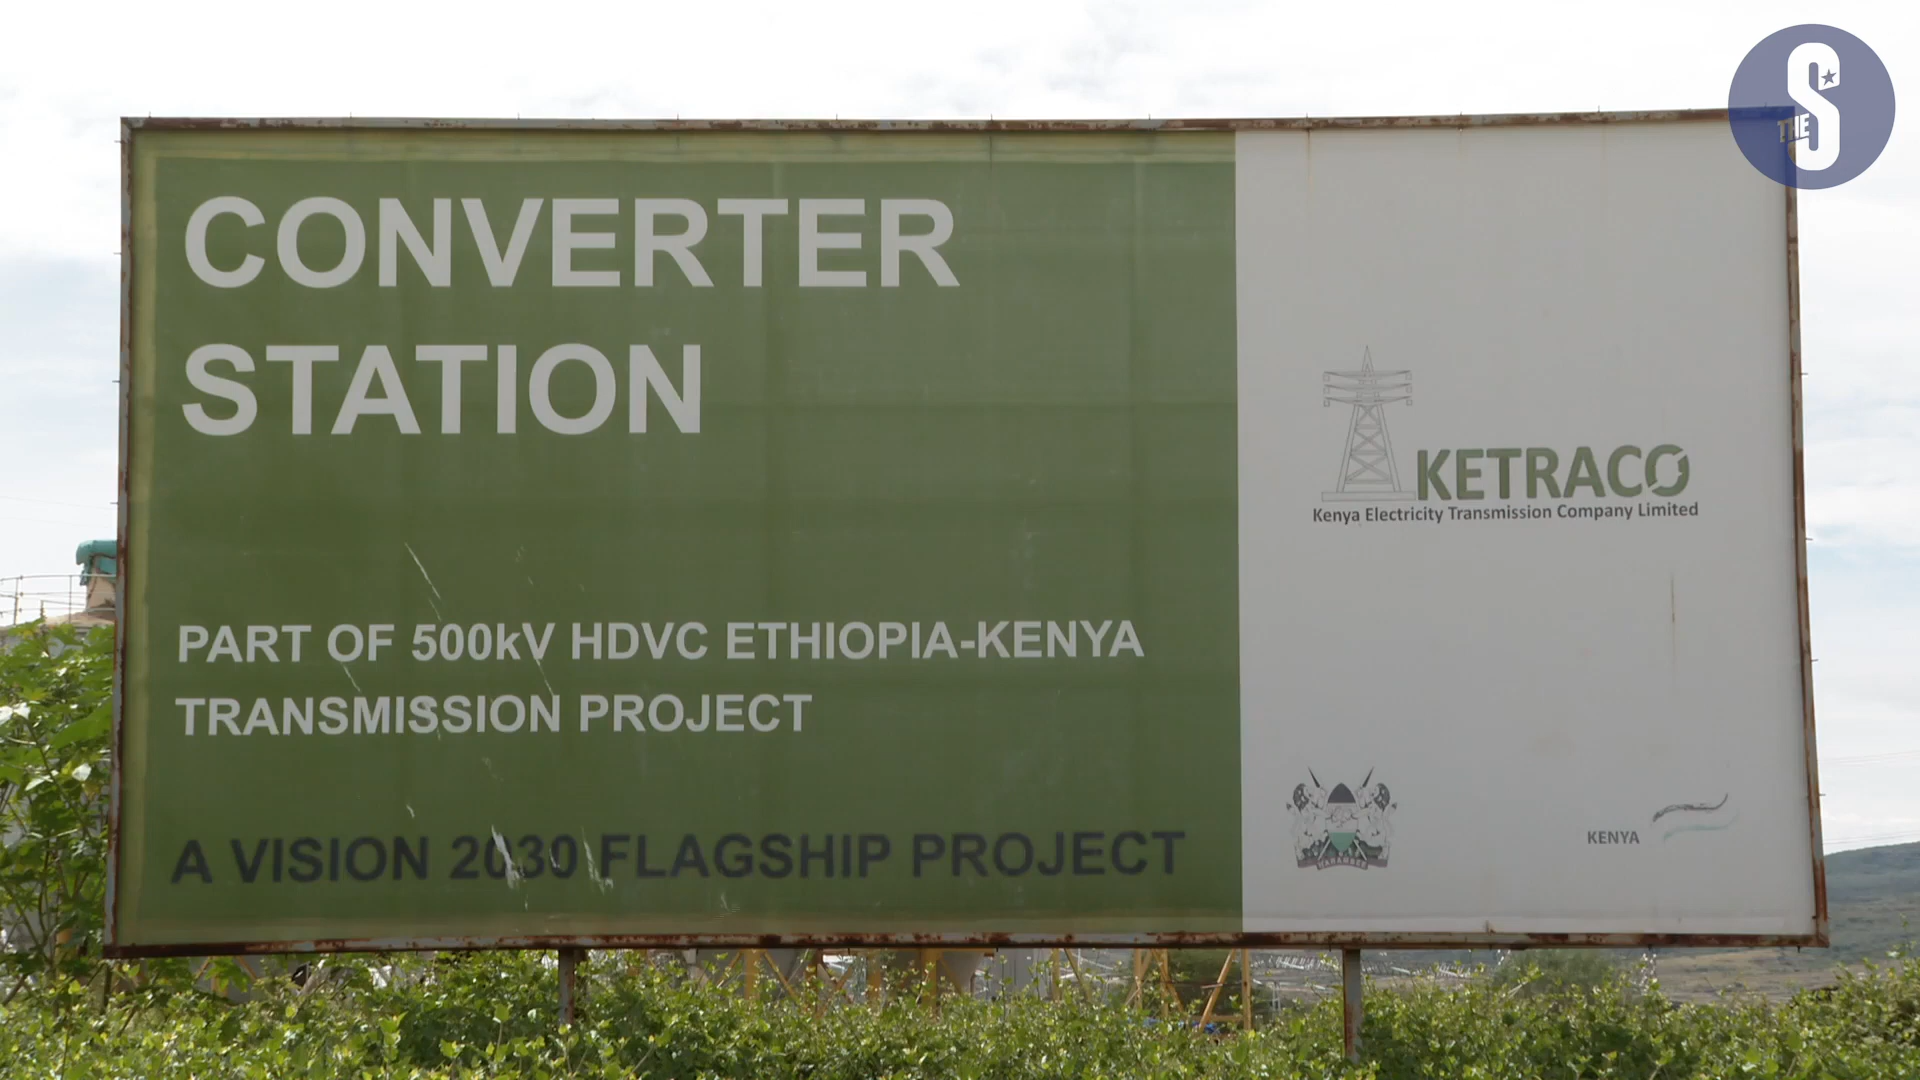 THE S
CONVERTER
STATION
PART OF 500kV HDVC ETHIOPIA-KENYA
TRANSMISSION PROJECT
A VISION 2030 FLAGSHIP PROJECT
KETRACO
Kenya Electricity Transmission Company Limited
HARAMBEE
KENYA